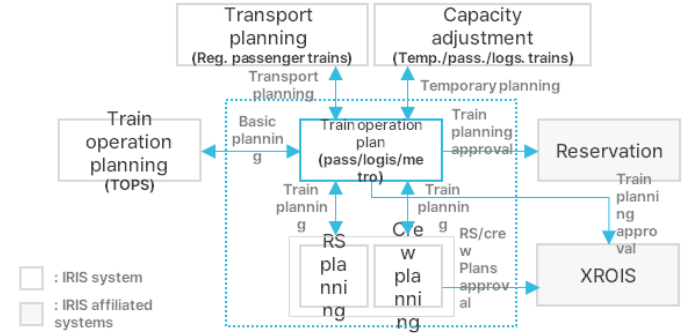 Transport
planning
(Reg. passenger trains)
Capacity
adjustment
(Temp./pass./logs. trains)
Transport
planning
Temporary planning
Train
operation
planning
(TOPS)
Basic
plannin
g
Train operation
plan
(pass/logis/me
tro)
Train
planning
approval
Reservation
Train
plannin
g
Train
plannin
g
Train
planni
ng
appro
val
RS
pla
nni
ng
Cre
w
pla
nni
ng
RS/cre
w
Plans
approv
al
XROIS
: IRIS system
: IRIS affiliated
systems